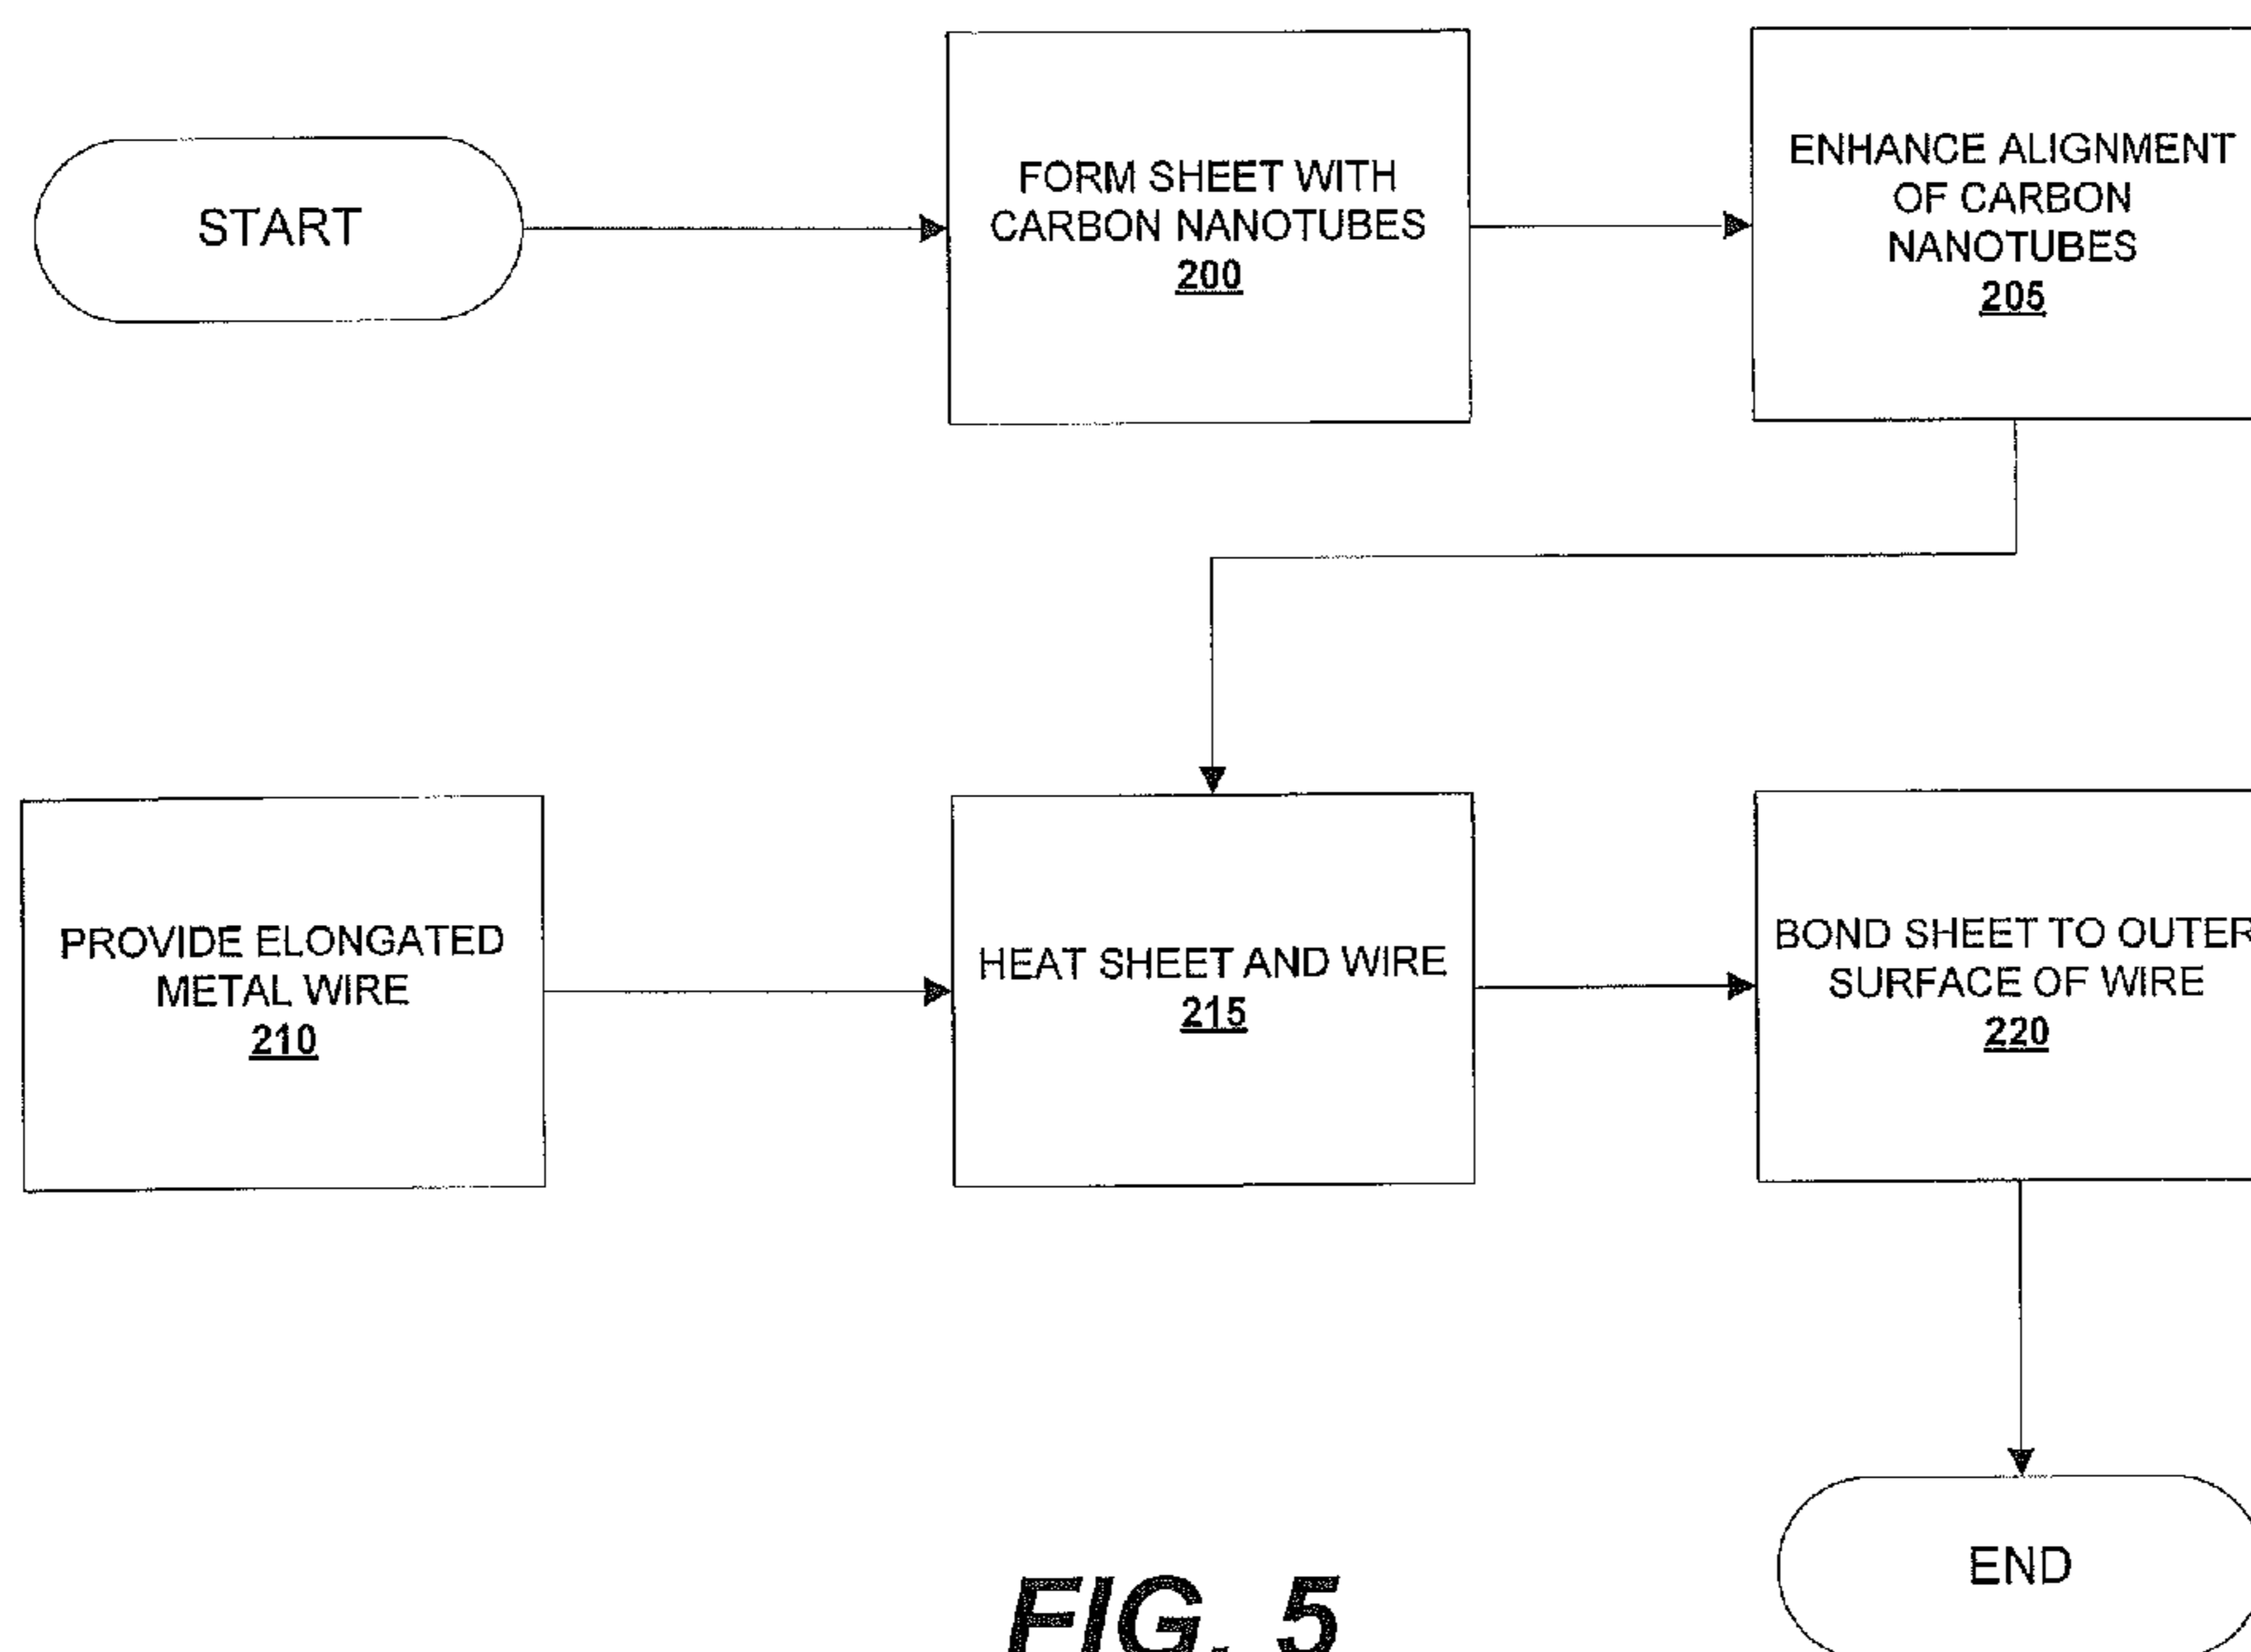 START
FORM SHEET WITH
CARBON NANOTUBES
200
ENHANCE ALIGNMENT
OF CARBON
NANOTUBES
205
PROVIDE ELONGATED
METAL WIRE
210
HEAT SHEET AND WIRE
215
BOND SHEET TO OUTER
SURFACE OF WIRE
220
END
FIG. 5